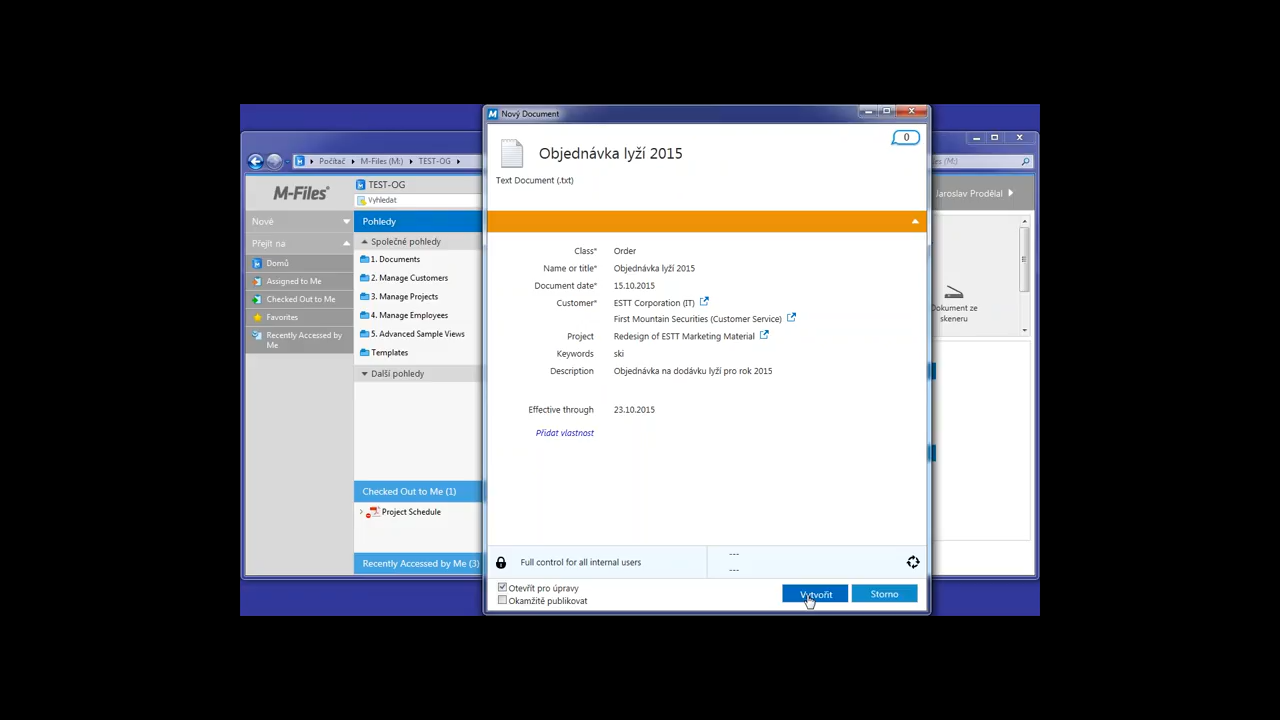 Nový Document
0
Objednávka lyží 2015
Text Document (.txt)
Class* Order
Name or title* Objednávka lyží 2015
Document date* 15.10.2015
Customer* ESTT Corporation (IT)
First Mountain Securities (Customer Service)
Project Redesign of ESTT Marketing Material
Keywords ski
Description Objednávka na dodávku lyží pro rok 2015
Effective through 23.10.2015
Přidat vlastnost
Full control for all internal users
---
---
Otevřít pro úpravy
Okamžitě publikovat
Vytvořit Storno
Počítač M-Files (M:) TEST-OG
(M:)
M-Files®
TEST-OG
Vyhledat
Jaroslav Prodělal
Nové
Přejít na
Domů
Assigned to Me
Checked Out to Me
Favorites
Recently Accessed by
Me
Pohledy
Společné pohledy
1. Documents
2. Manage Customers
3. Manage Projects
4. Manage Employees
5. Advanced Sample Views
Templates
Další pohledy
Checked Out to Me (1)
Project Schedule
Recently Accessed by Me (3)
Dokument ze
skeneru